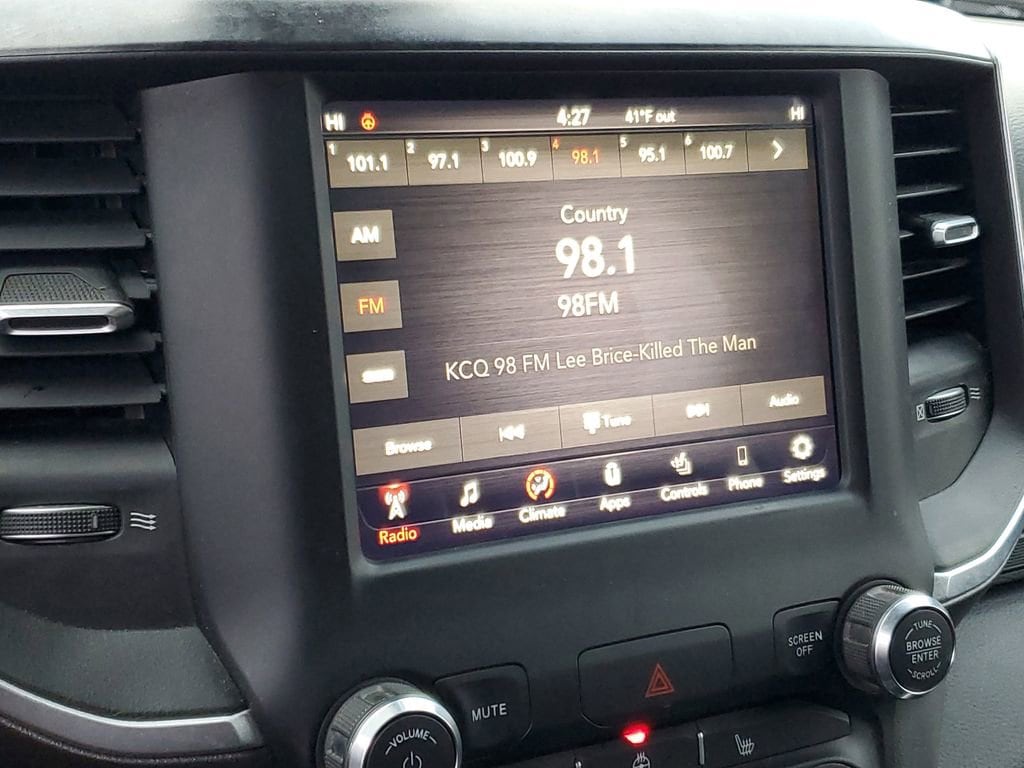 HI 4:27 41°F out HI
1 101.1 2 97.1 3 100.9 4 98.1 5 95.1 6 100.7
Country
AM
98.1
FM
98FM
KCQ 98 FM Lee Brice-Killed The Man
Browse Tune Audio
Radio Media Climate Apps Controls Phone Settings
SCREEN
OFF
TUNE
BROWSE
ENTER
SCROLL
MUTE
VOLUME